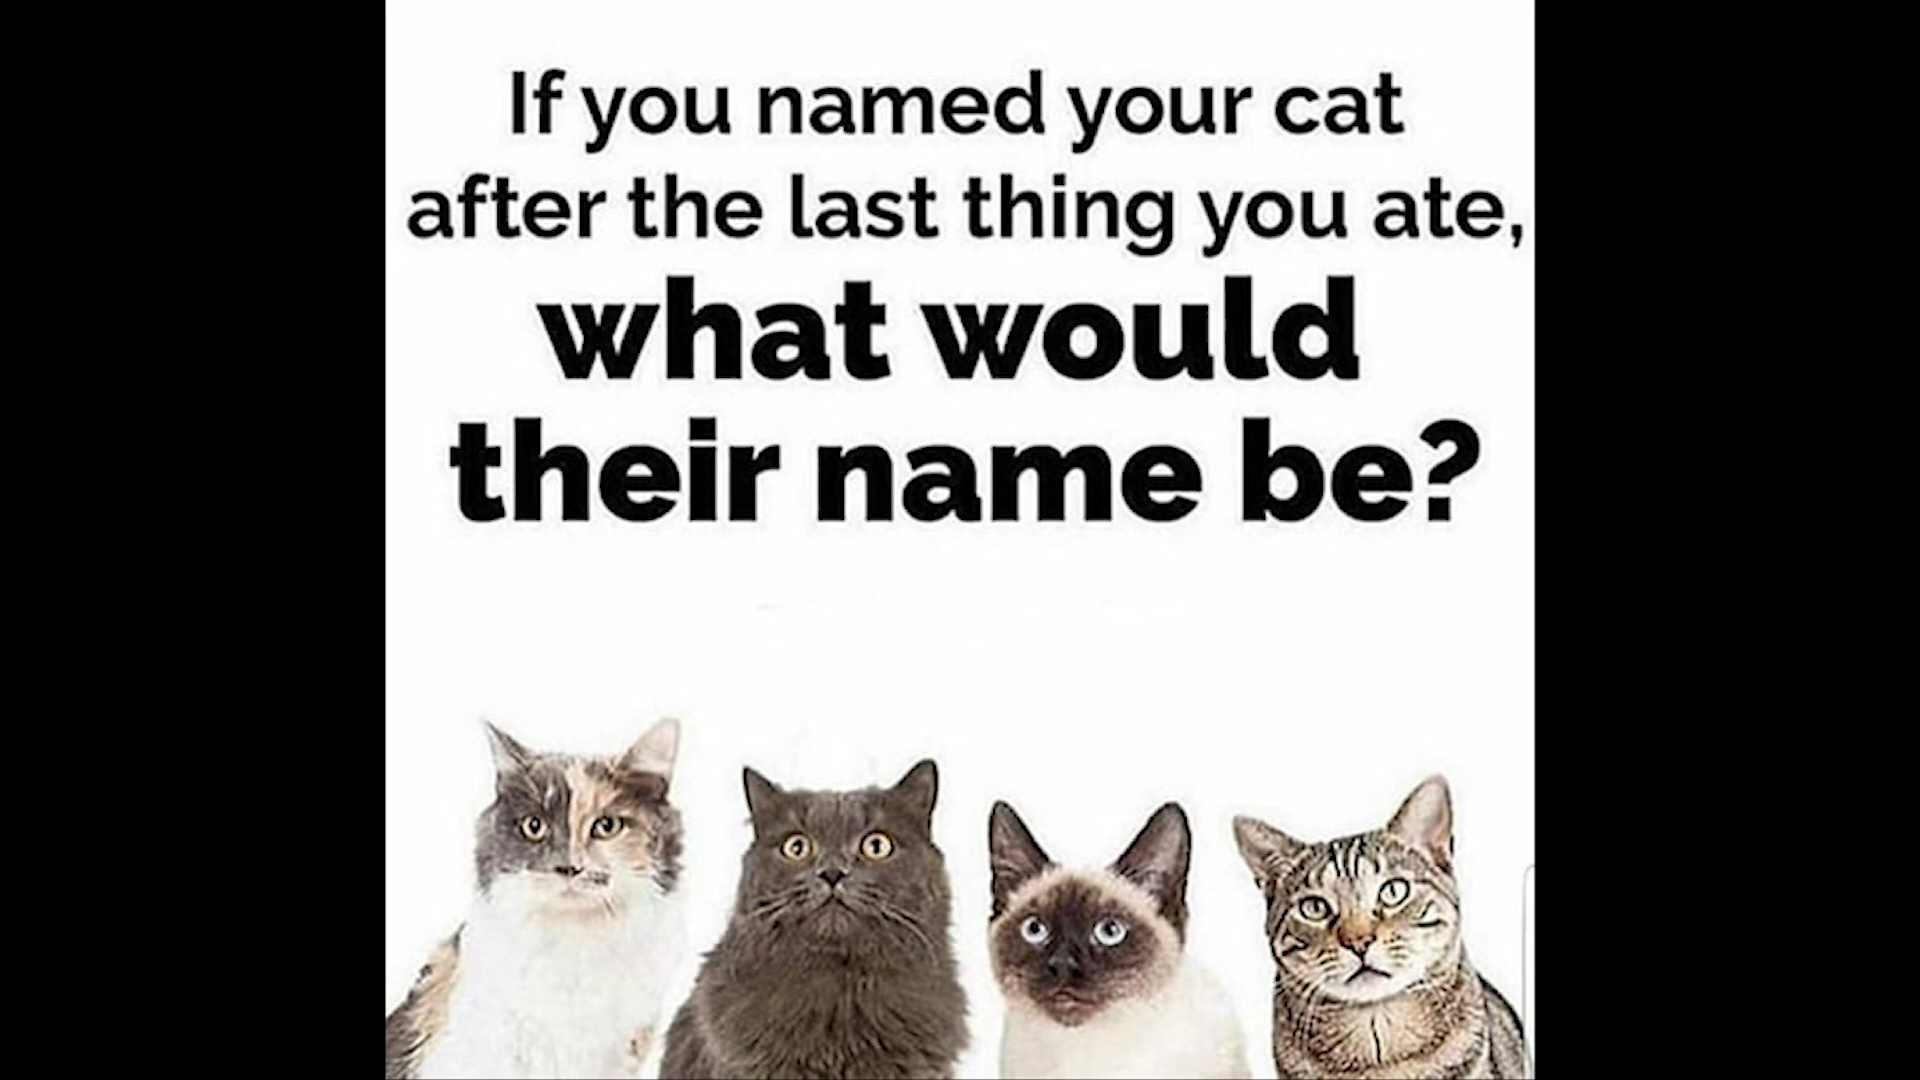 If you named your cat
after the last thing you ate,
what would
their name be?